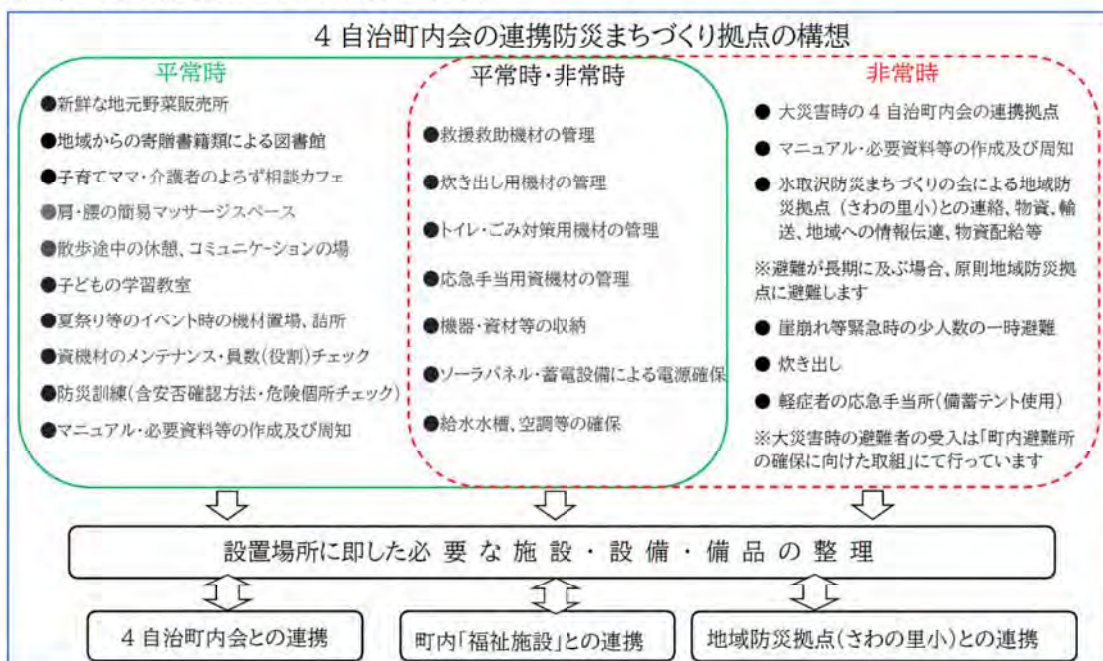 4自治町内会の連携防災まちづくり拠点の構想
平常時
●新鮮な地元野菜販売所
●地域からの寄贈書籍類による図書館
●子育てママ・介護者のよろず相談カフェ
●肩・腰の簡易マッサージスペース
●散歩途中の休憩、コミュニケーションの場
●子どもの学習教室
●夏祭り等のイベント時の機材置場、詰所
●資機材のメンテナンス・員数(役割)チェック
●防災訓練(含安否確認方法・危険個所チェック)
●マニュアル・必要資料等の作成及び周知
平常時・非常時
●救援救助機材の管理
●炊き出し用機材の管理
●トイレ・ごみ対策用機材の管理
●応急手当用資機材の管理
●機器・資材等の収納
●ソーラパネル・蓄電設備による電源確保
●給水水槽、空調等の確保
非常時
● 大災害時の4自治町内会の連携拠点
● マニュアル・必要資料等の作成及び周知
● 氷取沢防災まちづくりの会による地域防
災拠点(さわの里小)との連絡、物資、輸
送、地域への情報伝達、物資配給等
※避難が長期に及ぶ場合、原則地域防災拠
点に避難します
● 崖崩れ等緊急時の少人数の一時避難
● 炊き出し
● 軽症者の応急手当所(備蓄テント使用)
※大災害時の避難者の受入は「町内避難所
の確保に向けた取組」にて行っています
設置場所に即した必要な施設・設備・備品の整理
4自治町内会との連携
町内「福祉施設」との連携
地域防災拠点(さわの里小)との連携